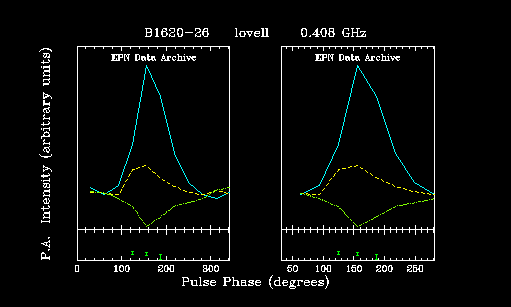 B1620-26 lovell 0.408 GHz
EPN Data Archive EPN Data Archive
P.A. Intensity (arbitrary units)
0 100 200 300 50 100 150 200 250
Pulse Phase (degrees)